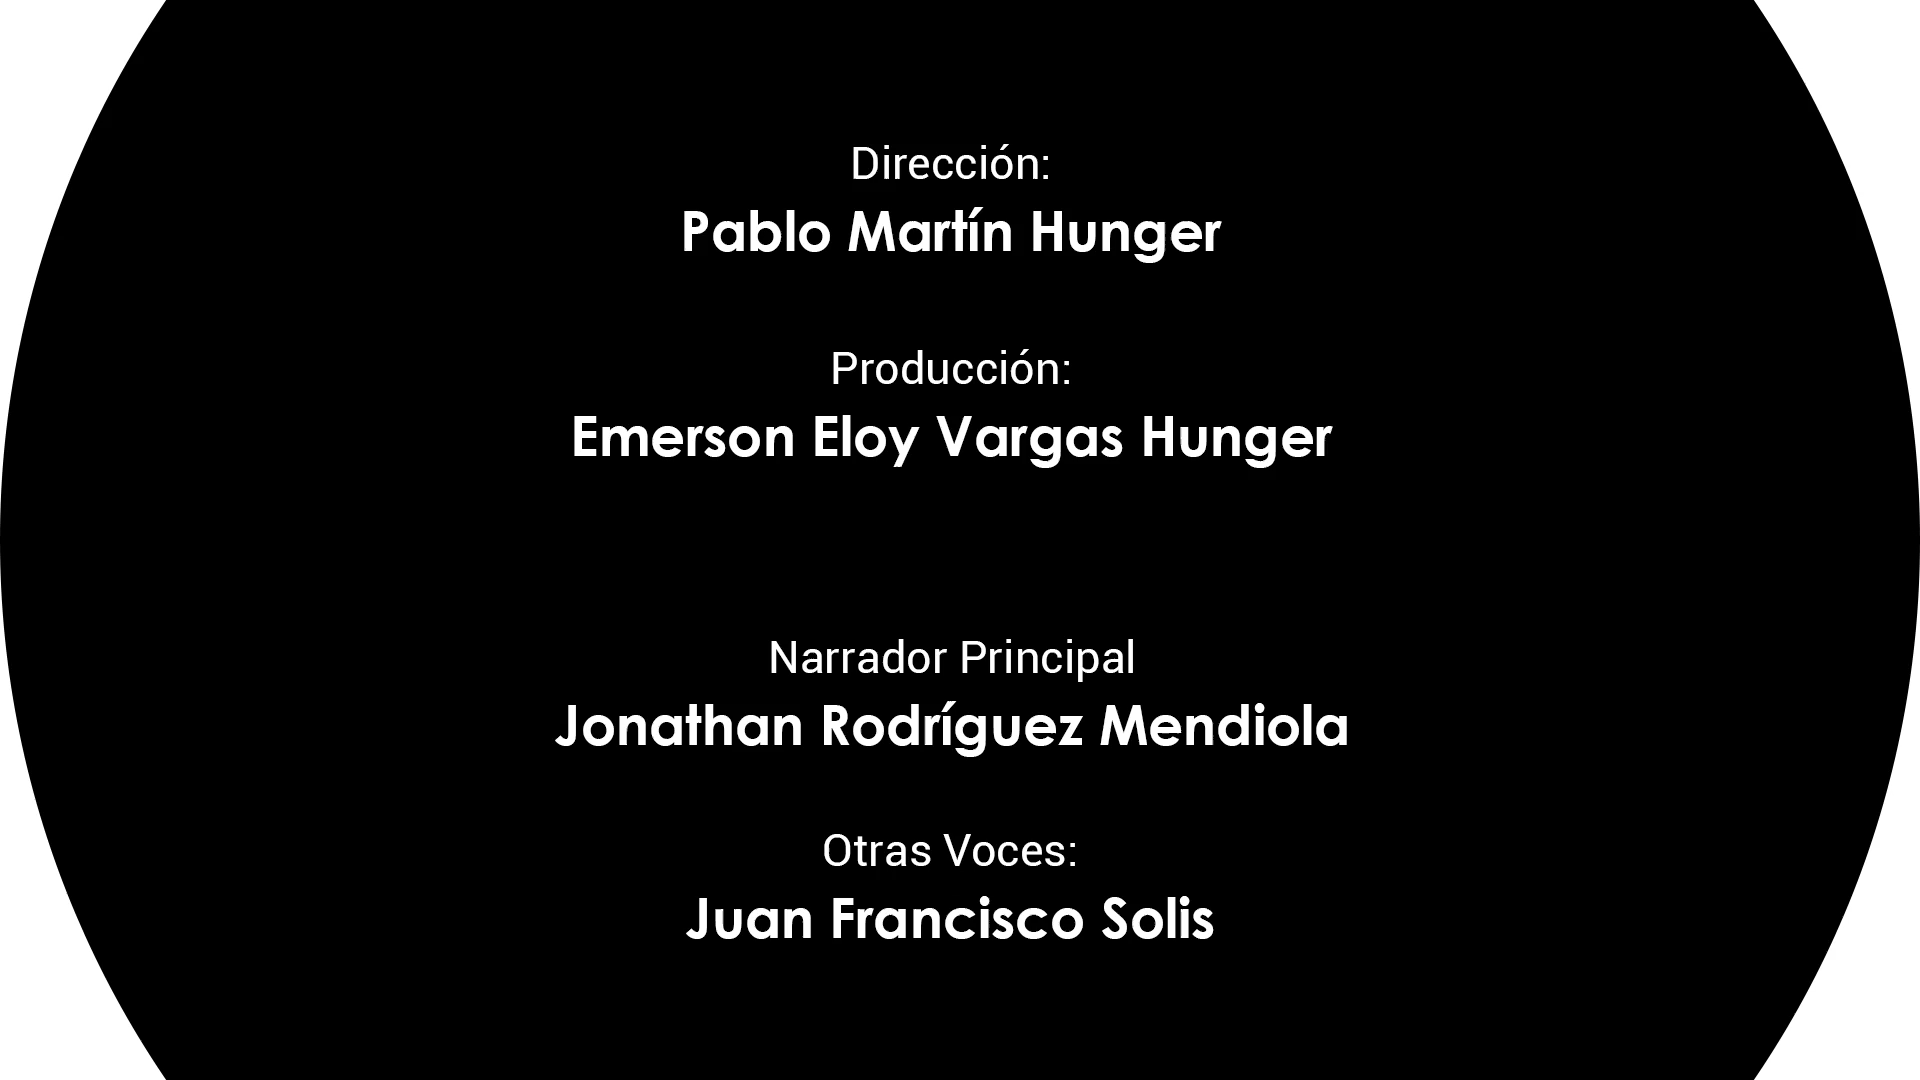 Dirección:
Pablo Martín Hunger
Producción:
Emerson Eloy Vargas Hunger
Narrador Principal
Jonathan Rodríguez Mendiola
Otras Voces:
Juan Francisco Solis